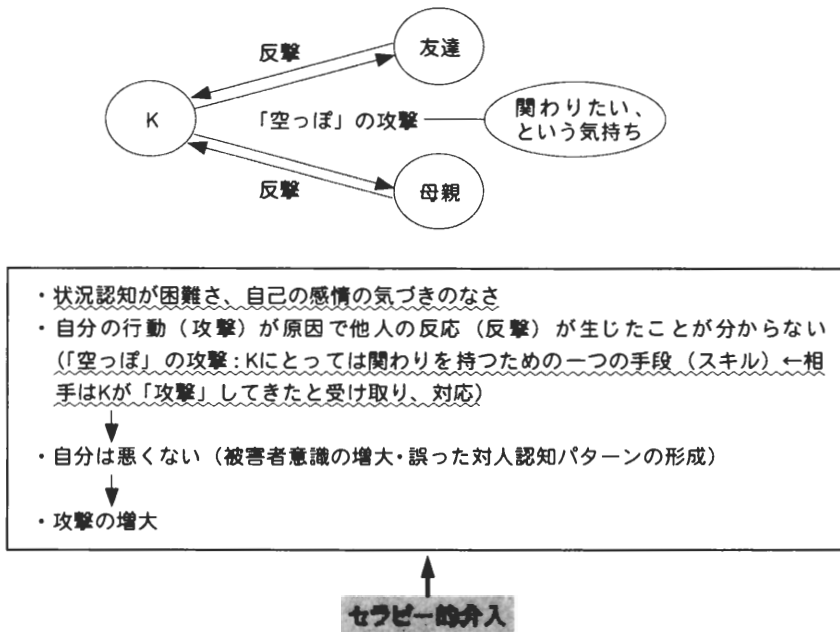 反撃
友達
K
「空っぽ」の攻撃
関わりたい、
という気持ち
反撃
母親
・状況認知が困難さ、自己の感情の気づきのなさ
・自分の行動（攻撃）が原因で他人の反応（反撃）が生じたことが分からない
（「空っぽ」の攻撃：Kにとっては関わりを持つための一つの手段（スキル）←相
手はKが「攻撃」してきたと受け取り、対応）
・自分は悪くない（被害者意識の増大・誤った対人認知パターンの形成）
・攻撃の増大
セラピー的介入